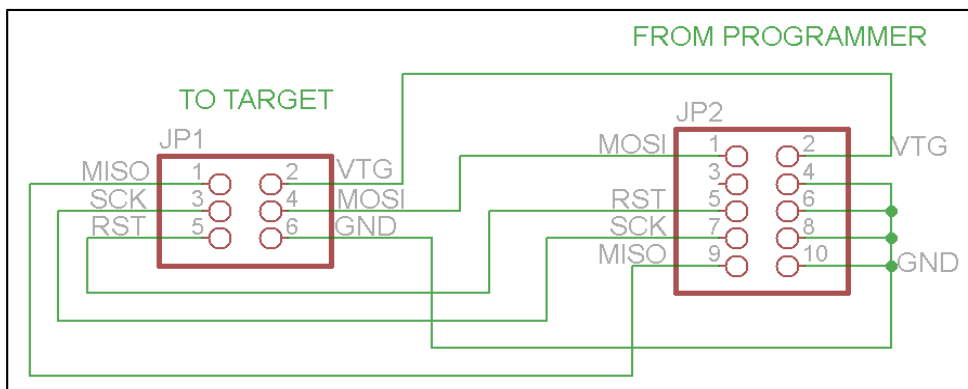 FROM PROGRAMMER
TO TARGET
JP1
MISO 1 2 VTG
SCK 3 4 MOSI
RST 5 6 GND
JP2
MOSI 1 2 VTG
3 4
RST 5 6
SCK 7 8
MISO 9 10 GND